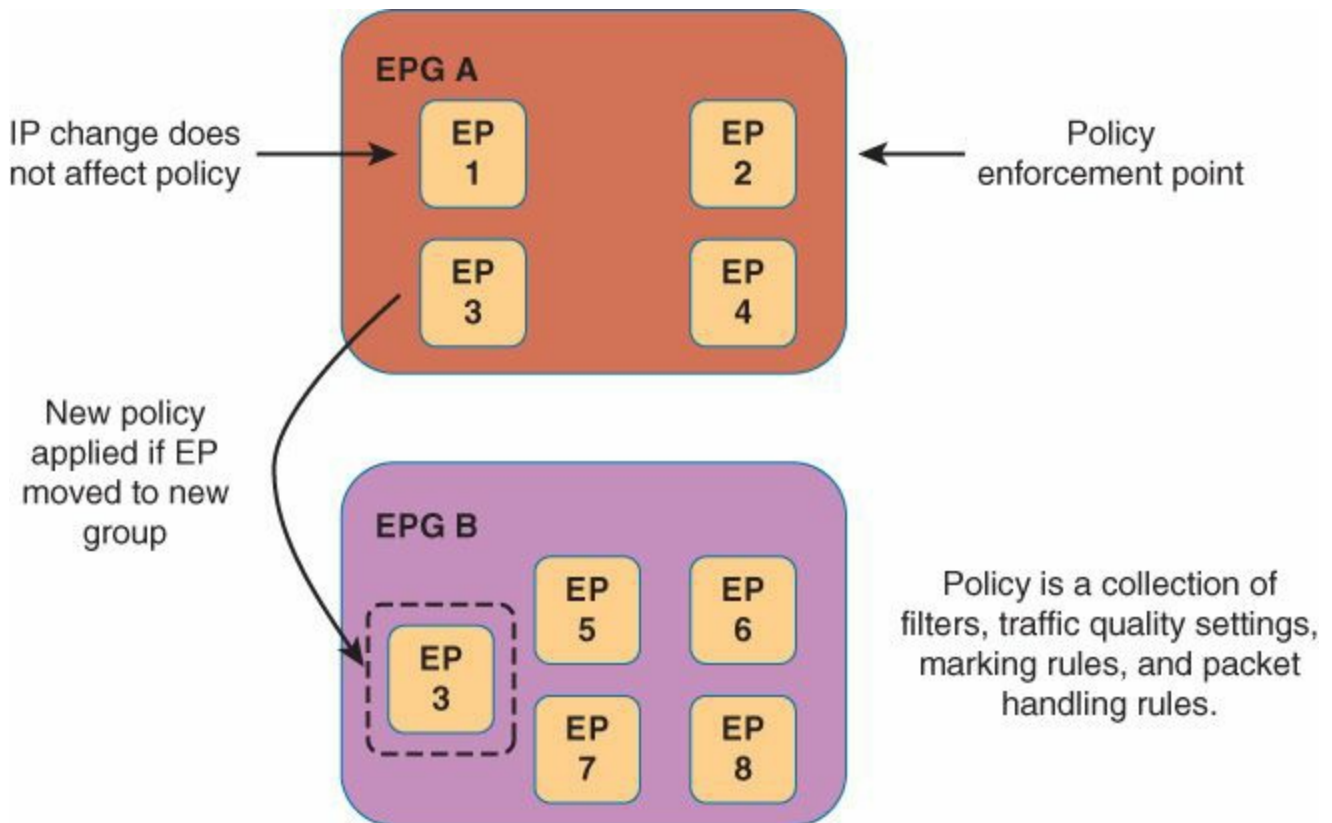 EPG A
IP change does
not affect policy
EP
1
EP
2
Policy
enforcement point
EP
3
EP
4
New policy
applied if EP
moved to new
group
EPG B
EP
3
EP
5
EP
6
EP
7
EP
8
Policy is a collection of
filters, traffic quality settings,
marking rules, and packet
handling rules.